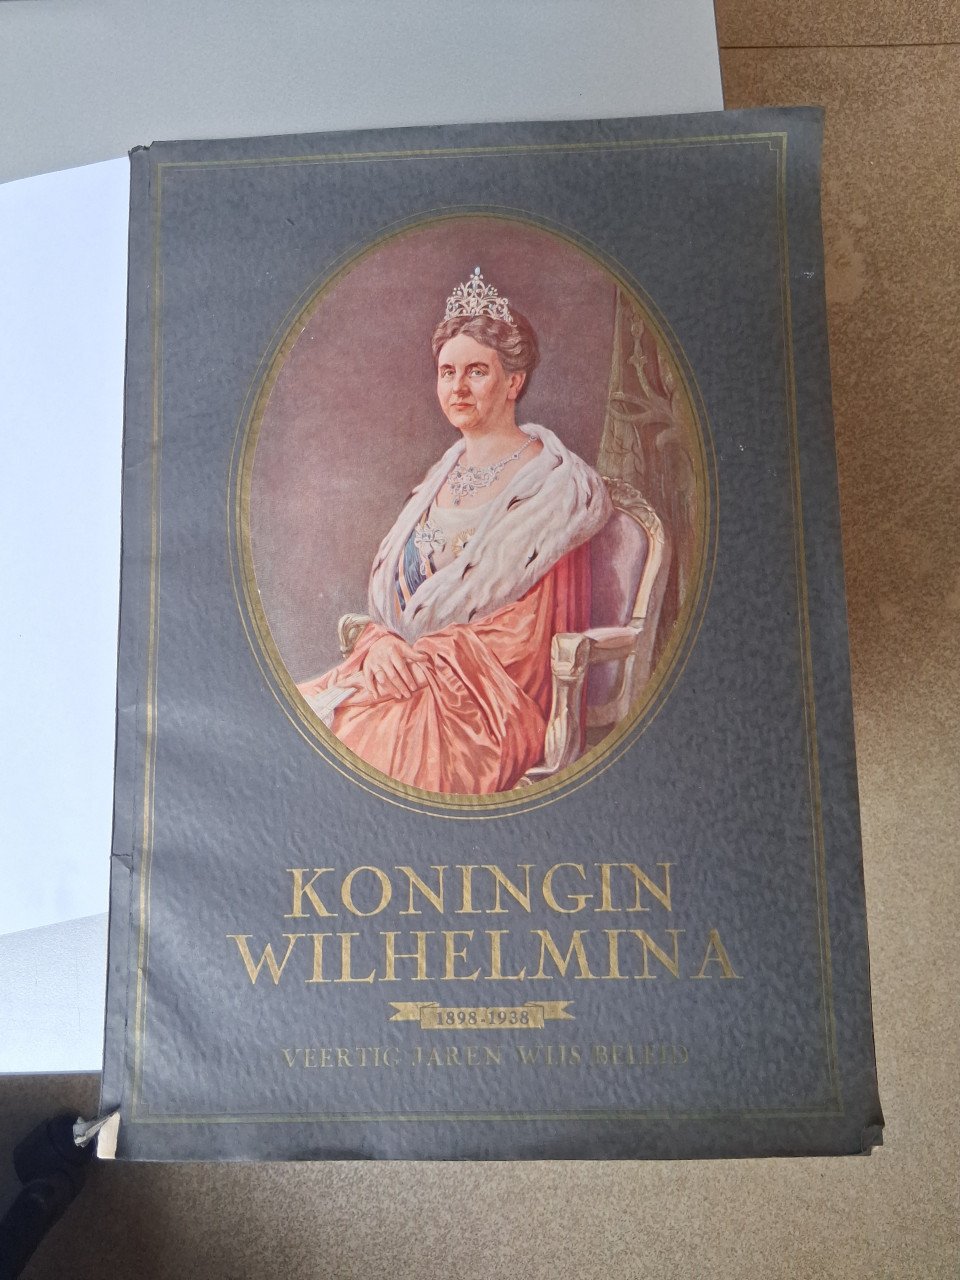 KONINGIN
WILHELMINA
1898-1938
VEERTIG JAREN WIJS BELEID